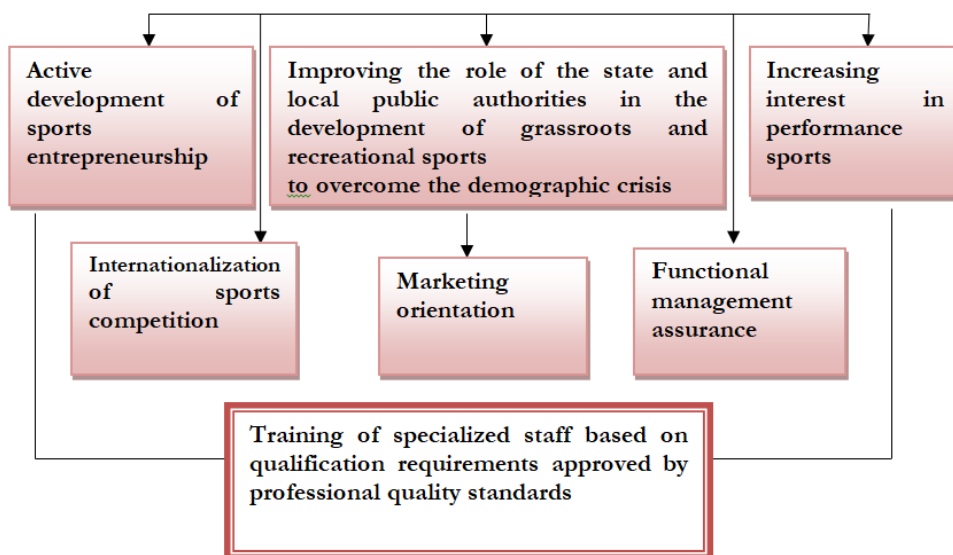 Active
development of
sports
entrepreneurship
Improving the role of the state and
local public authorities in the
development of grassroots and
recreational sports
to overcome the demographic crisis
Increasing
interest in
performance
sports
Internationalization
of sports
competition
Marketing
orientation
Functional
management
assurance
Training of specialized staff based on
qualification requirements approved by
professional quality standards